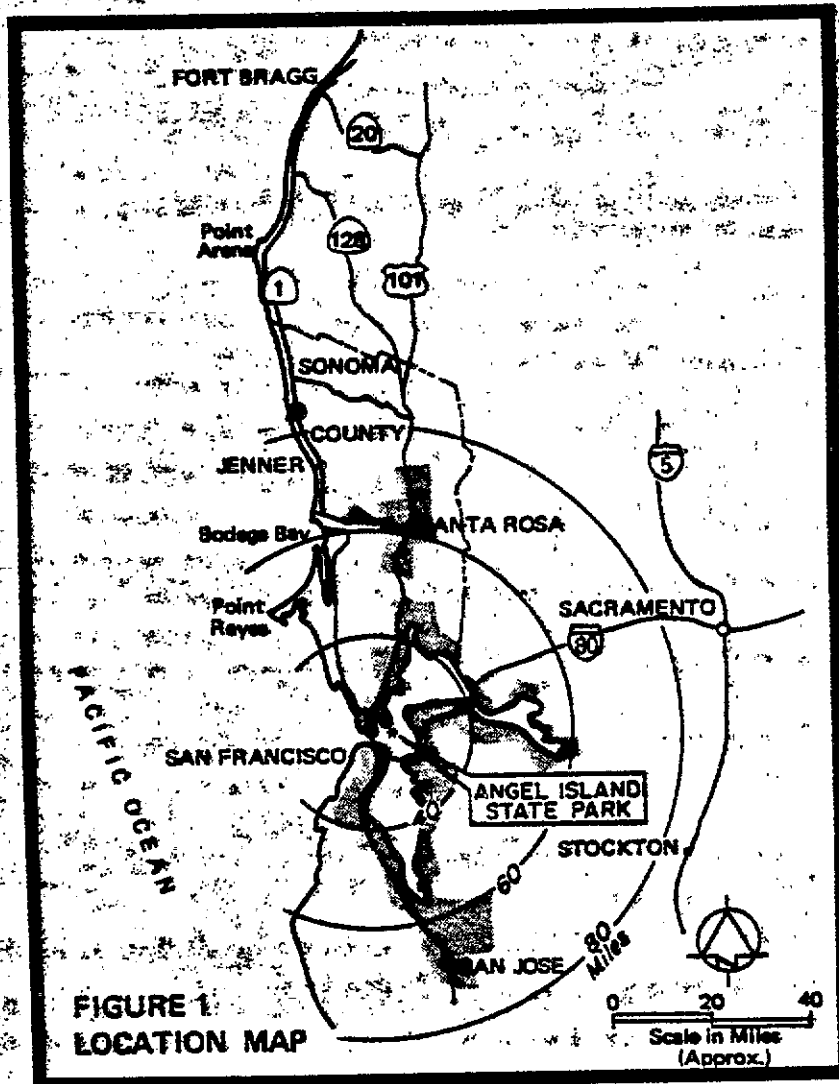 FORT BRAGG
20
Point
Arena
128
101
1
SONOMA
COUNTY
5
JENNER
ANTA ROSA
Bodega Bay
Point
Reyes
SACRAMENTO
80
PACIFIC OCEAN
SAN FRANCISCO
ANGEL ISLAND
STATE PARK
STOCKTON
60
80
Miles
SAN JOSE
FIGURE 1
LOCATION MAP
0 20 40
Scale in Miles
(Approx.)